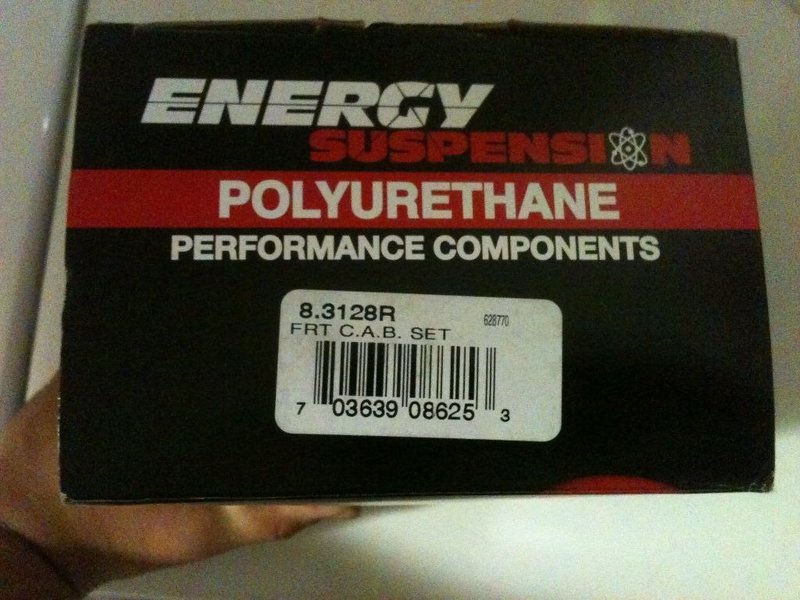 ENERGY
SUSPENSION
POLYURETHANE
PERFORMANCE COMPONENTS
8.3128R 628770
FRT C.A.B. SET
7 03639 08625 3